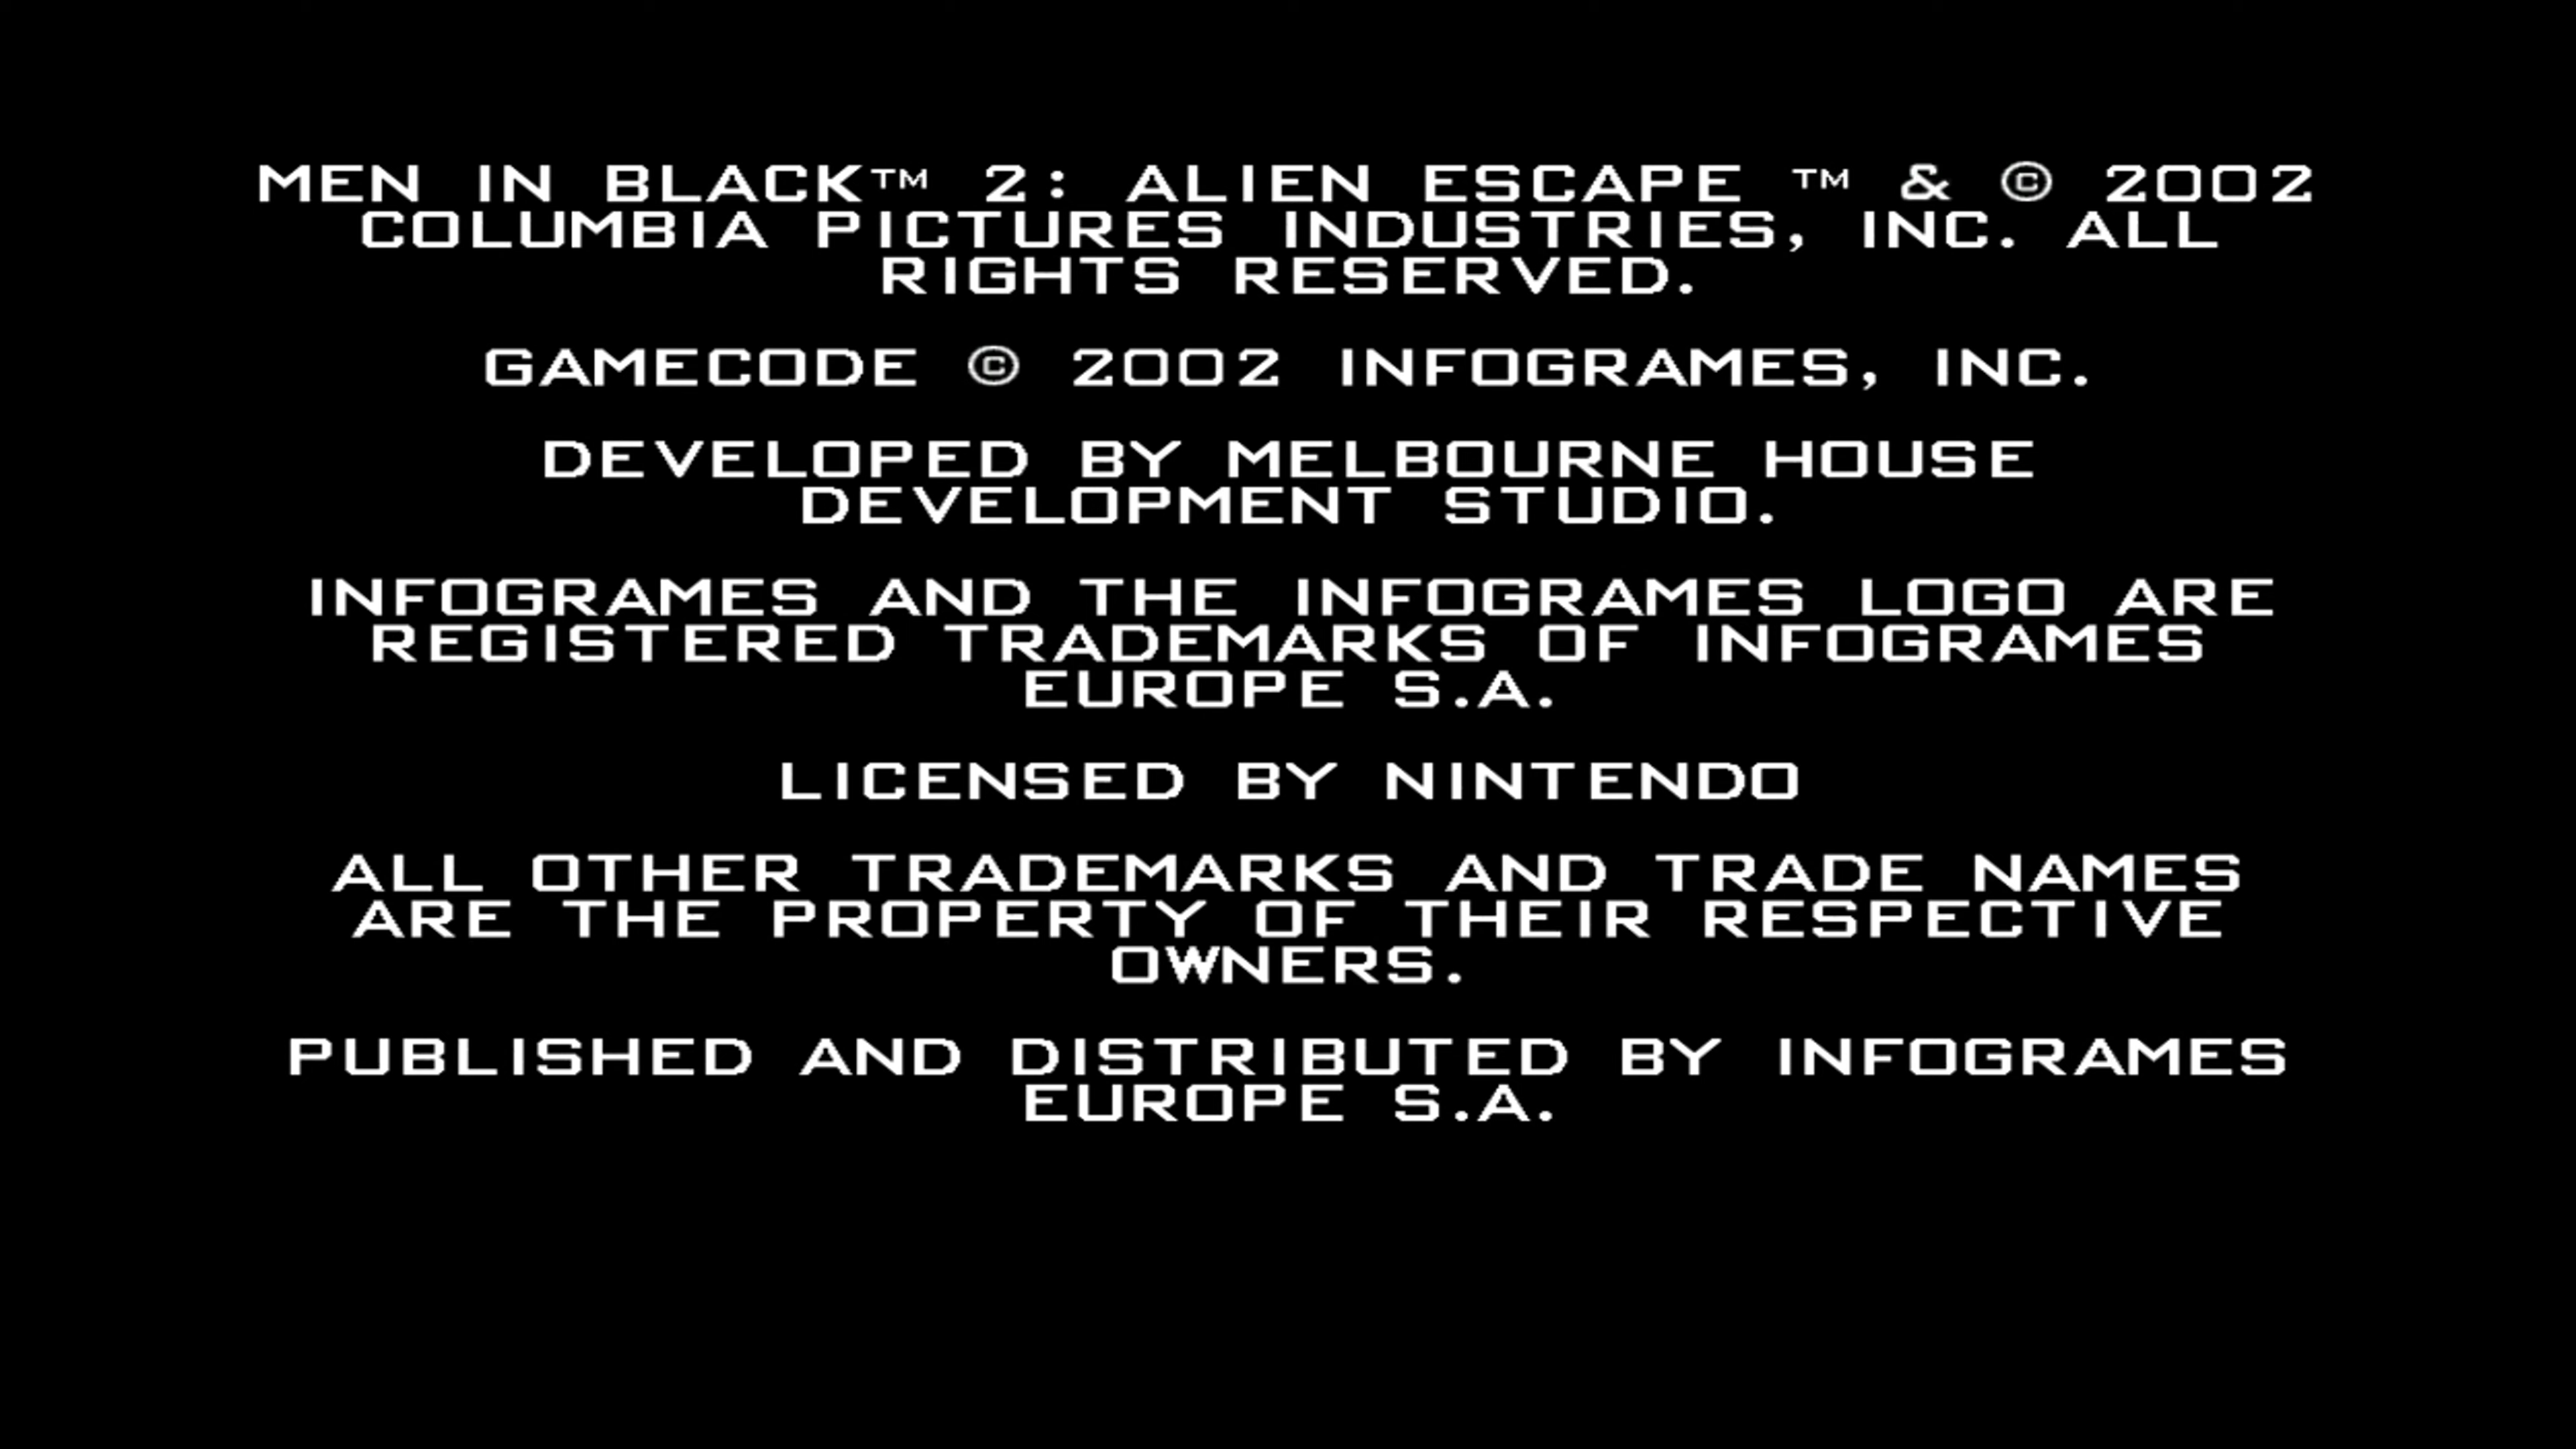 MEN IN BLACK™ 2: ALIEN ESCAPE ™ & © 2002
COLUMBIA PICTURES INDUSTRIES, INC. ALL
RIGHTS RESERVED.
GAMECODE © 2002 INFOGRAMES, INC.
DEVELOPED BY MELBOURNE HOUSE
DEVELOPMENT STUDIO.
INFOGRAMES AND THE INFOGRAMES LOGO ARE
REGISTERED TRADEMARKS OF INFOGRAMES
EUROPE S.A.
LICENSED BY NINTENDO
ALL OTHER TRADEMARKS AND TRADE NAMES
ARE THE PROPERTY OF THEIR RESPECTIVE
OWNERS.
PUBLISHED AND DISTRIBUTED BY INFOGRAMES
EUROPE S.A.